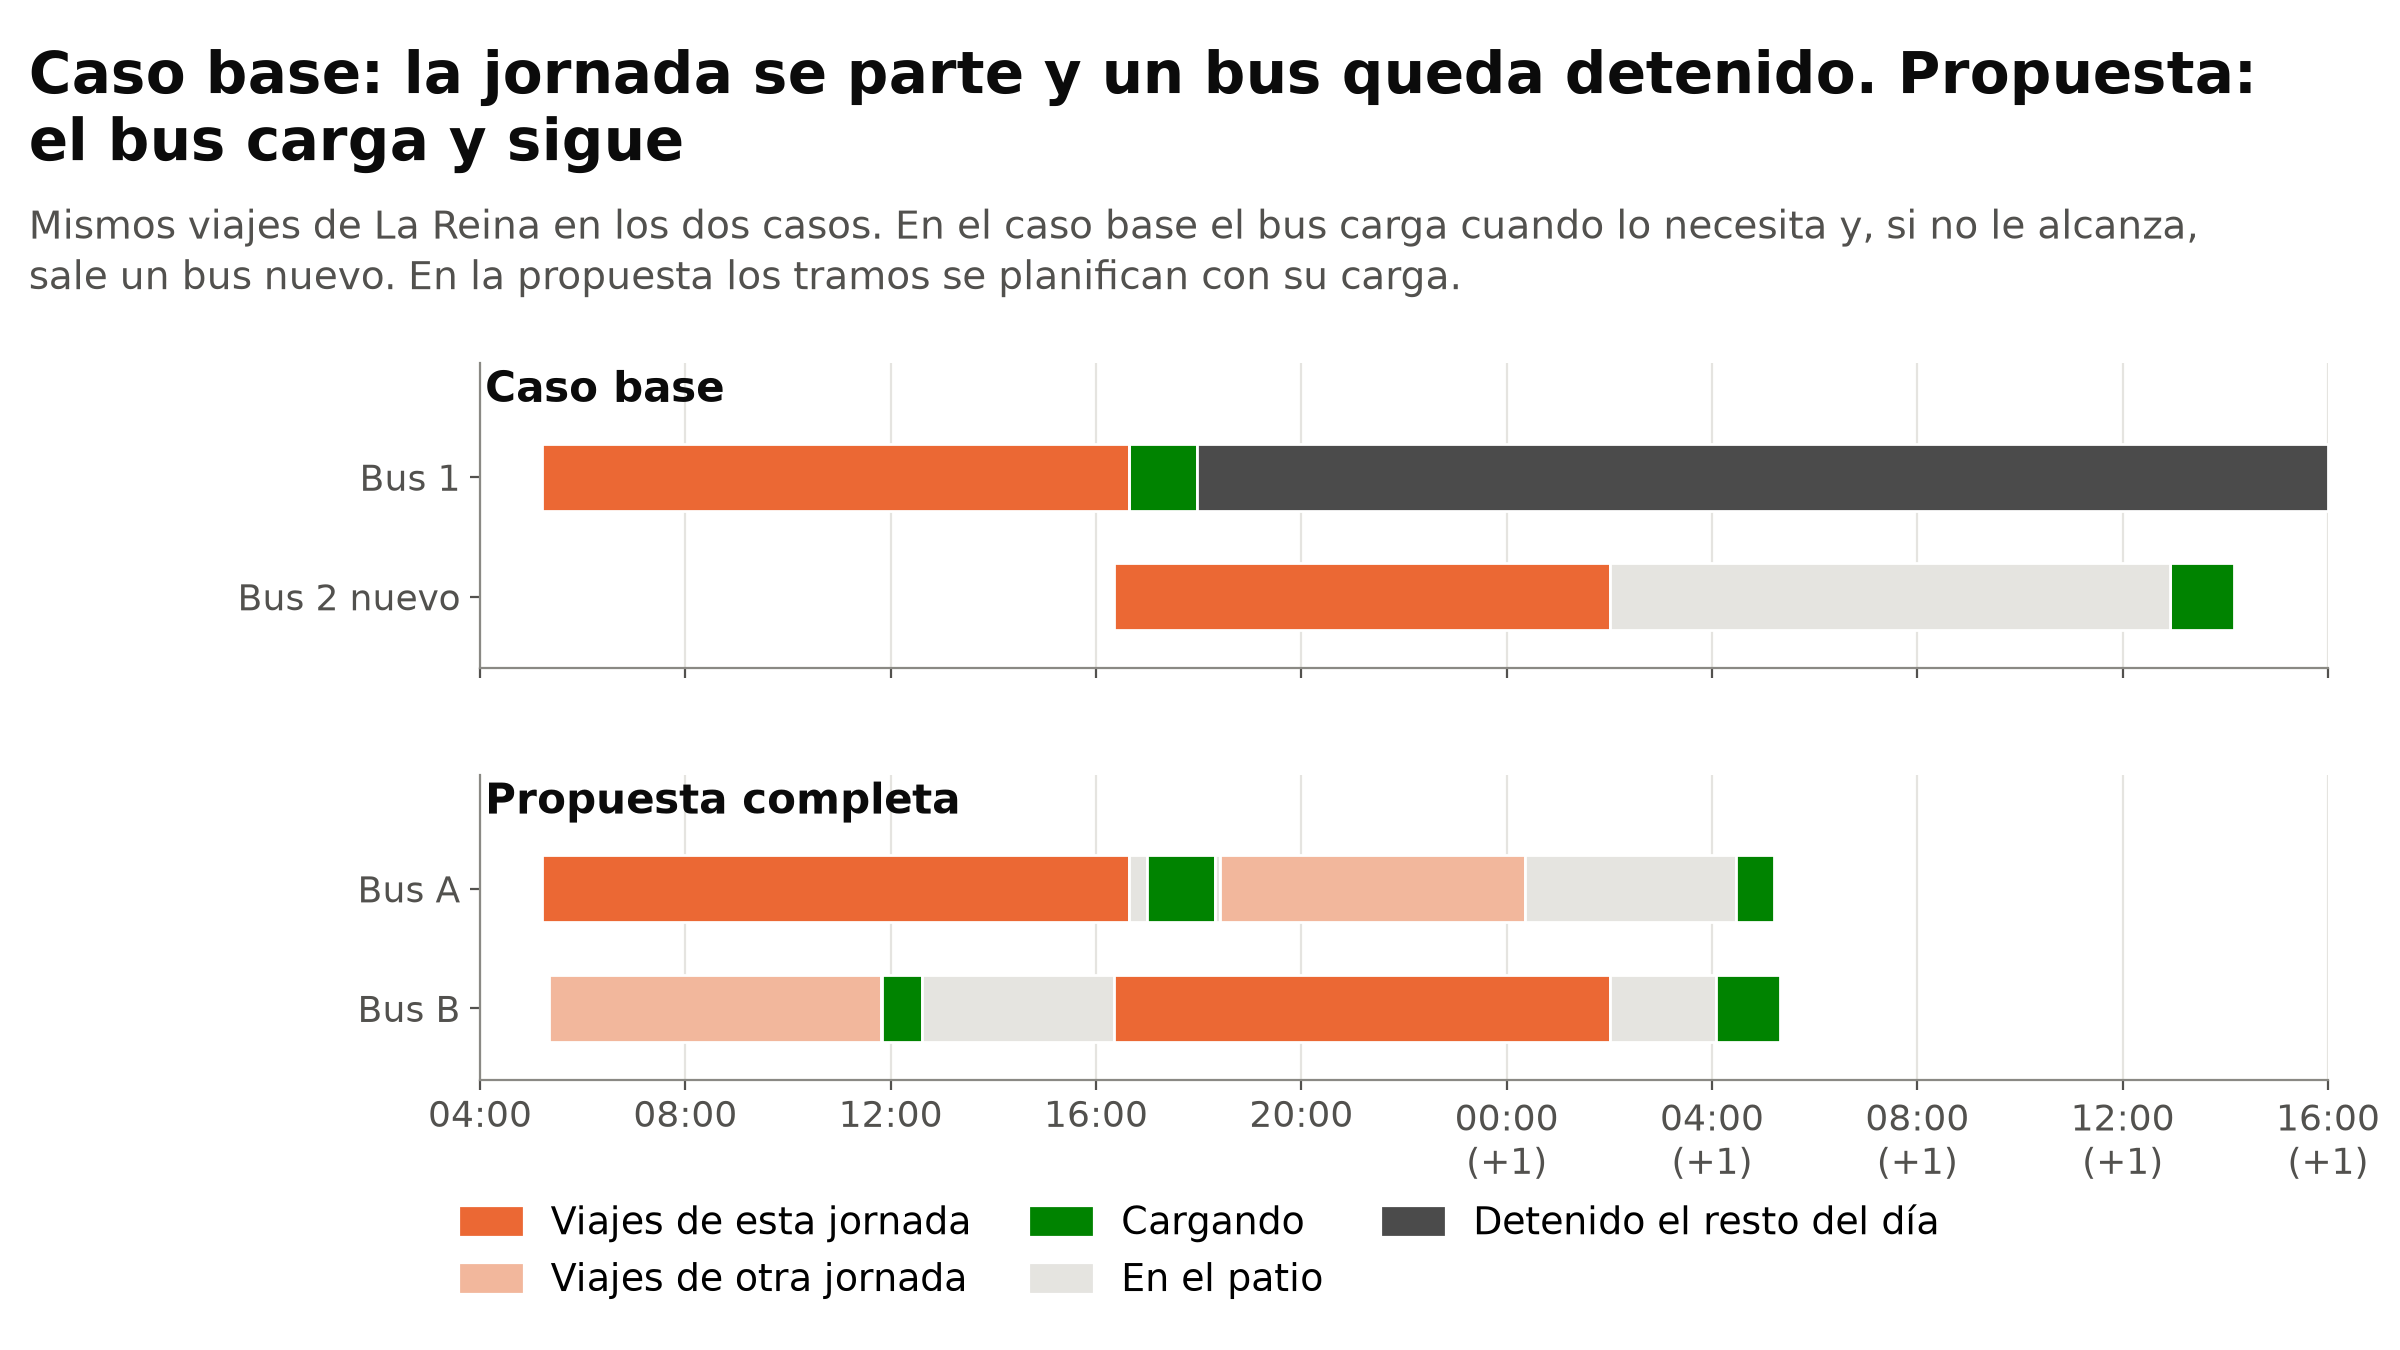 Caso base: la jornada se parte y un bus queda detenido. Propuesta:
el bus carga y sigue
Mismos viajes de La Reina en los dos casos. En el caso base el bus carga cuando lo necesita y, si no le alcanza,
sale un bus nuevo. En la propuesta los tramos se planifican con su carga.
Caso base
Bus 1
Bus 2 nuevo
Propuesta completa
Bus A
Bus B
04:00 08:00 12:00 16:00 20:00 00:00 04:00 08:00 12:00 16:00
(+1) (+1) (+1) (+1) (+1)
Viajes de esta jornada Cargando Detenido el resto del día
Viajes de otra jornada En el patio